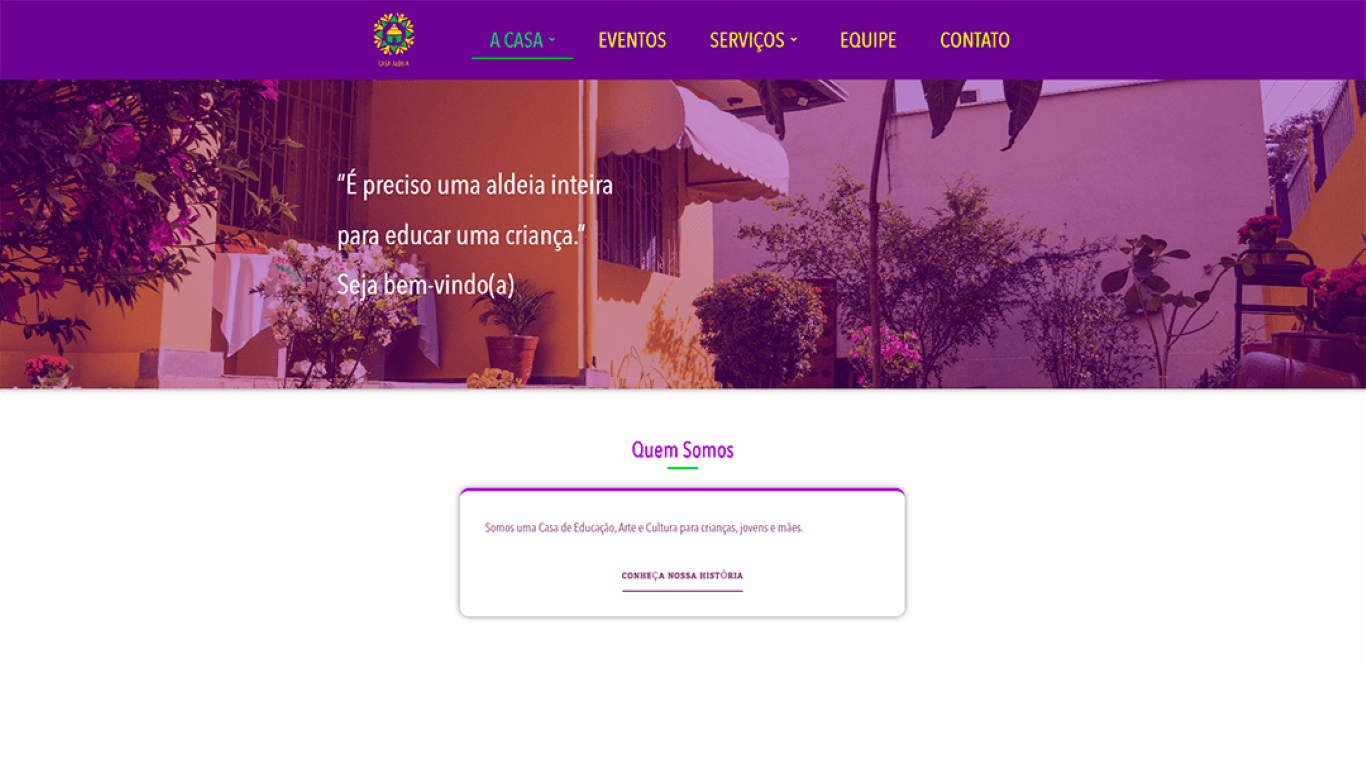 CASA ALDEIA
A CASA
EVENTOS
SERVIÇOS
EQUIPE
CONTATO
"É preciso uma aldeia inteira
para educar uma criança."
Seja bem-vindo(a)
Quem Somos
Somos uma Casa de Educação, Arte e Cultura para crianças, jovens e mães.
CONHEÇA NOSSA HISTÓRIA